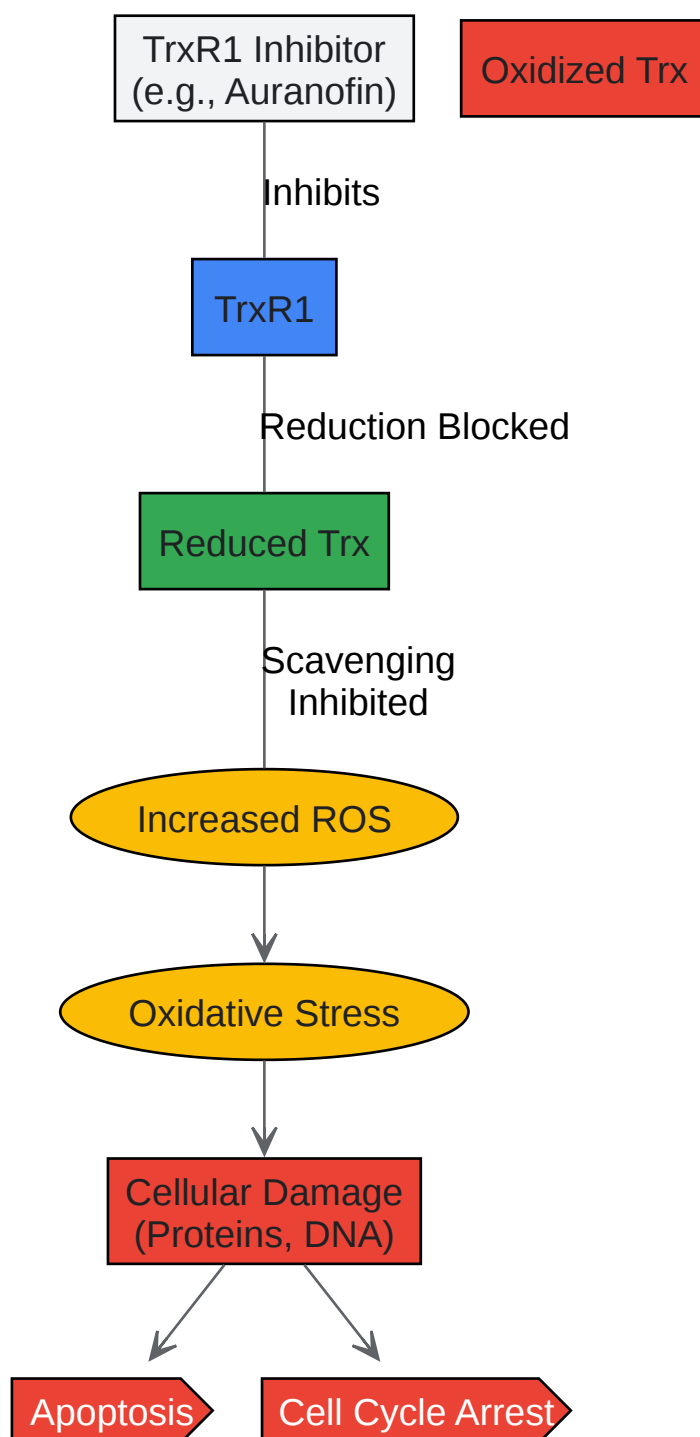 TrxR1 Inhibitor
(e.g., Auranofin)
Oxidized Trx
Inhibits
TrxR1
Reduction Blocked
Reduced Trx
Scavenging
Inhibited
Increased ROS
Oxidative Stress
Cellular Damage
(Proteins, DNA)
Apoptosis
Cell Cycle Arrest